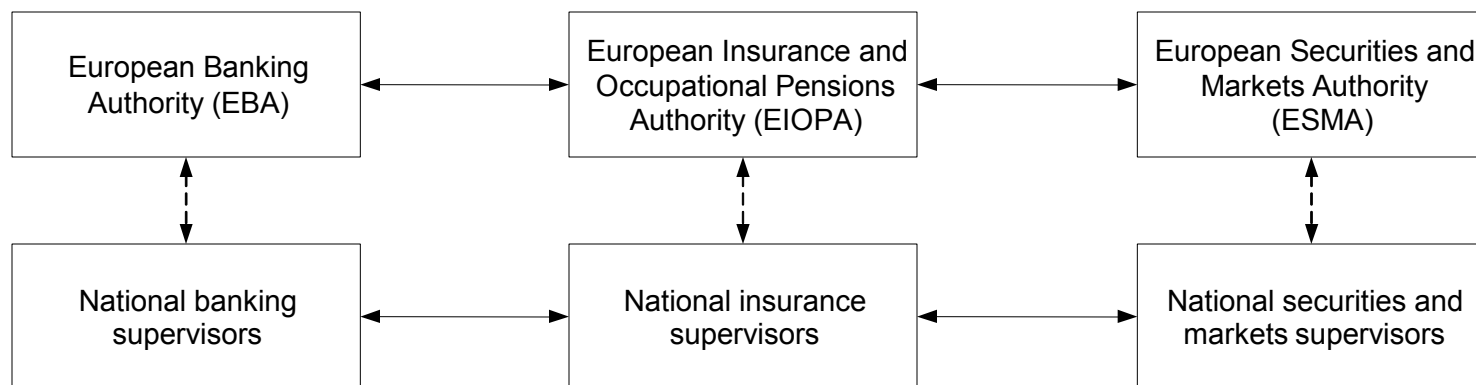 European Banking
Authority (EBA)
European Insurance and
Occupational Pensions
Authority (EIOPA)
European Securities and
Markets Authority
(ESMA)
National banking
supervisors
National insurance
supervisors
National securities and
markets supervisors